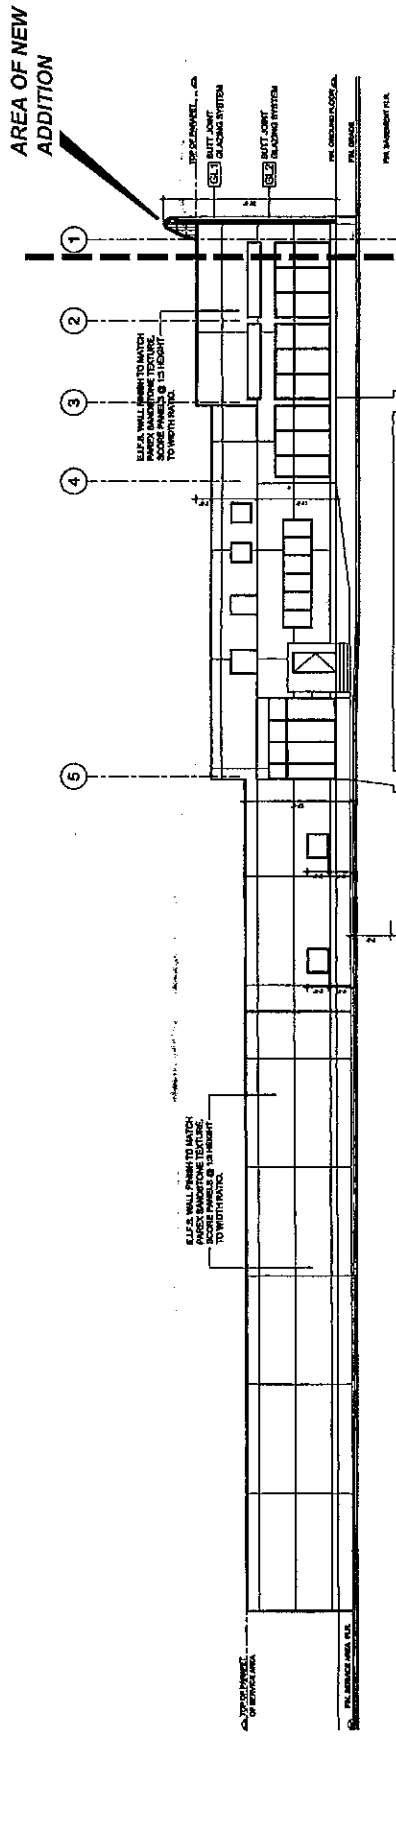 AREA OF NEW
ADDITION
1
2
3
4
5
TOP OF PARAPET
GL1
BUTT JOINT
GLAZING SYSTEM
GL2
BUTT JOINT
GLAZING SYSTEM
FIN. GROUND FLOOR
FIN. GRADE
FIN. BASEMENT FLR.
E.I.F.S. WALL FINISH TO MATCH
PAREX SANDSTONE TEXTURE,
SCORE PANELS @ 1:3 HEIGHT
TO WIDTH RATIO.
E.I.F.S. WALL FINISH TO MATCH
PAREX SANDSTONE TEXTURE,
SCORE PANELS @ 1:3 HEIGHT
TO WIDTH RATIO.
TOP OF PARAPET
OF SERVICE AREA
FIN. SERVICE AREA FLR.